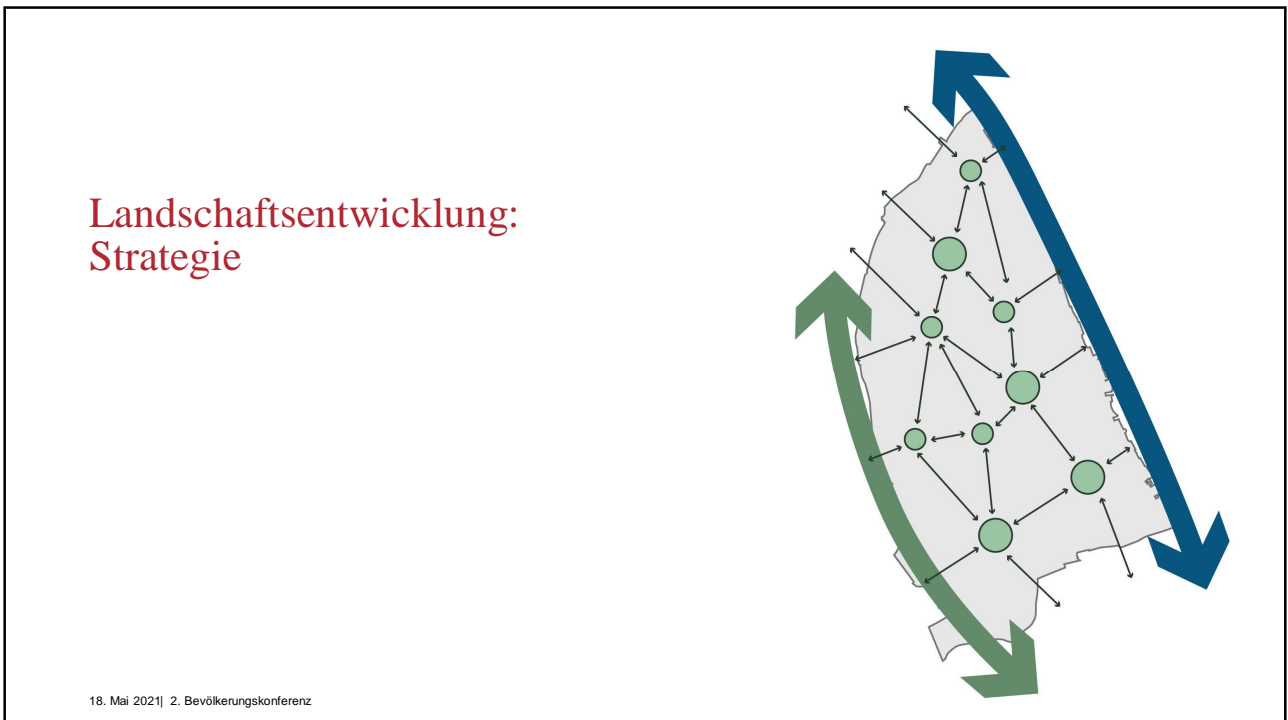 Landschaftsentwicklung:
Strategie
18. Mai 2021| 2. Bevölkerungskonferenz